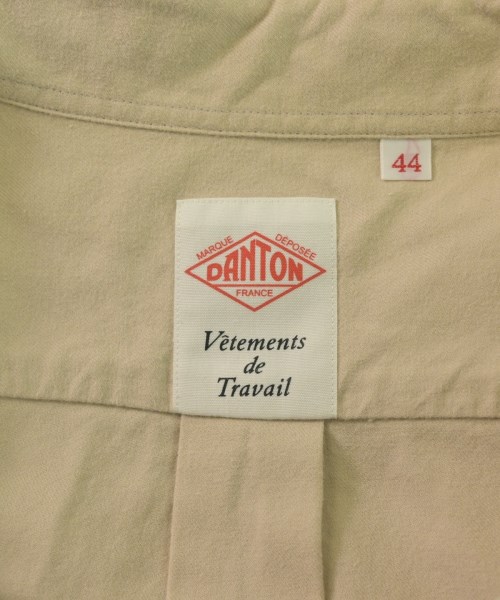 44
MARQUE DÉPOSÉE
DANTON
FRANCE
Vêtements
de
Travail